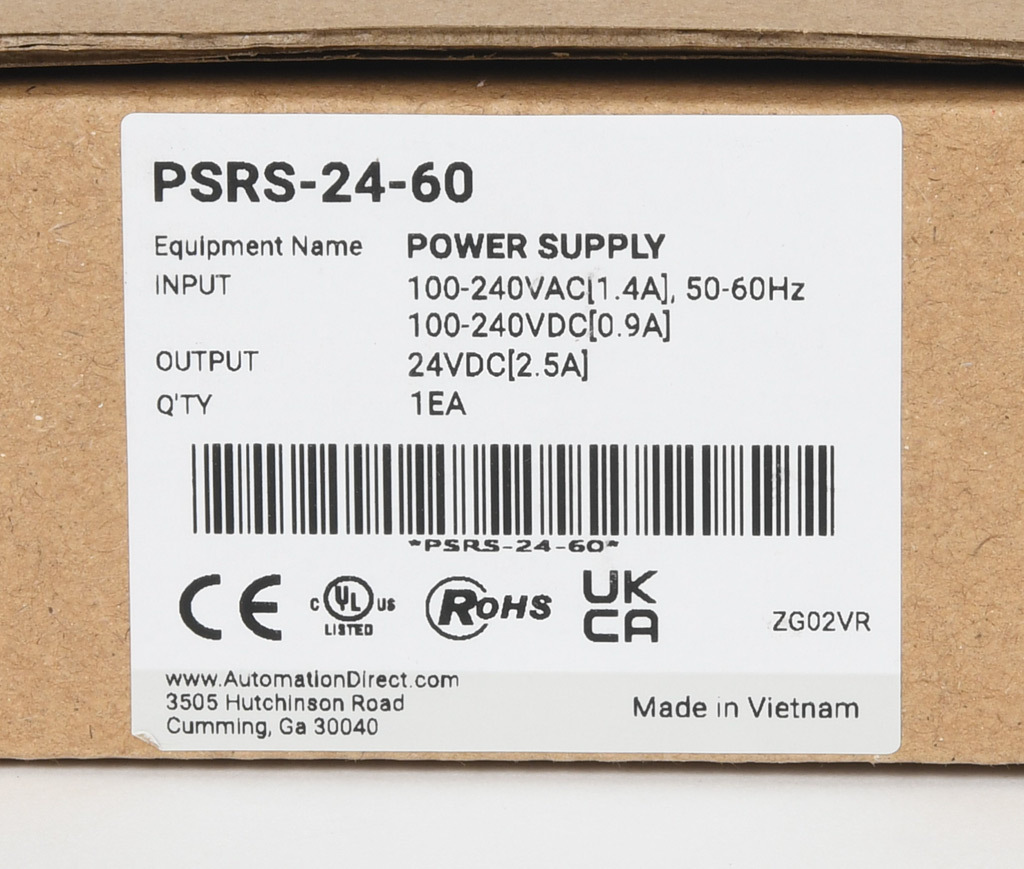 PSRS-24-60
Equipment Name POWER SUPPLY
INPUT 100-240VAC[1.4A], 50-60Hz
100-240VDC[0.9A]
OUTPUT 24VDC[2.5A]
Q'TY 1EA
*PSRS-24-60*
CE C UL US LISTED RoHS UK CA
ZG02VR
www.AutomationDirect.com
3505 Hutchinson Road
Cumming, Ga 30040
Made in Vietnam